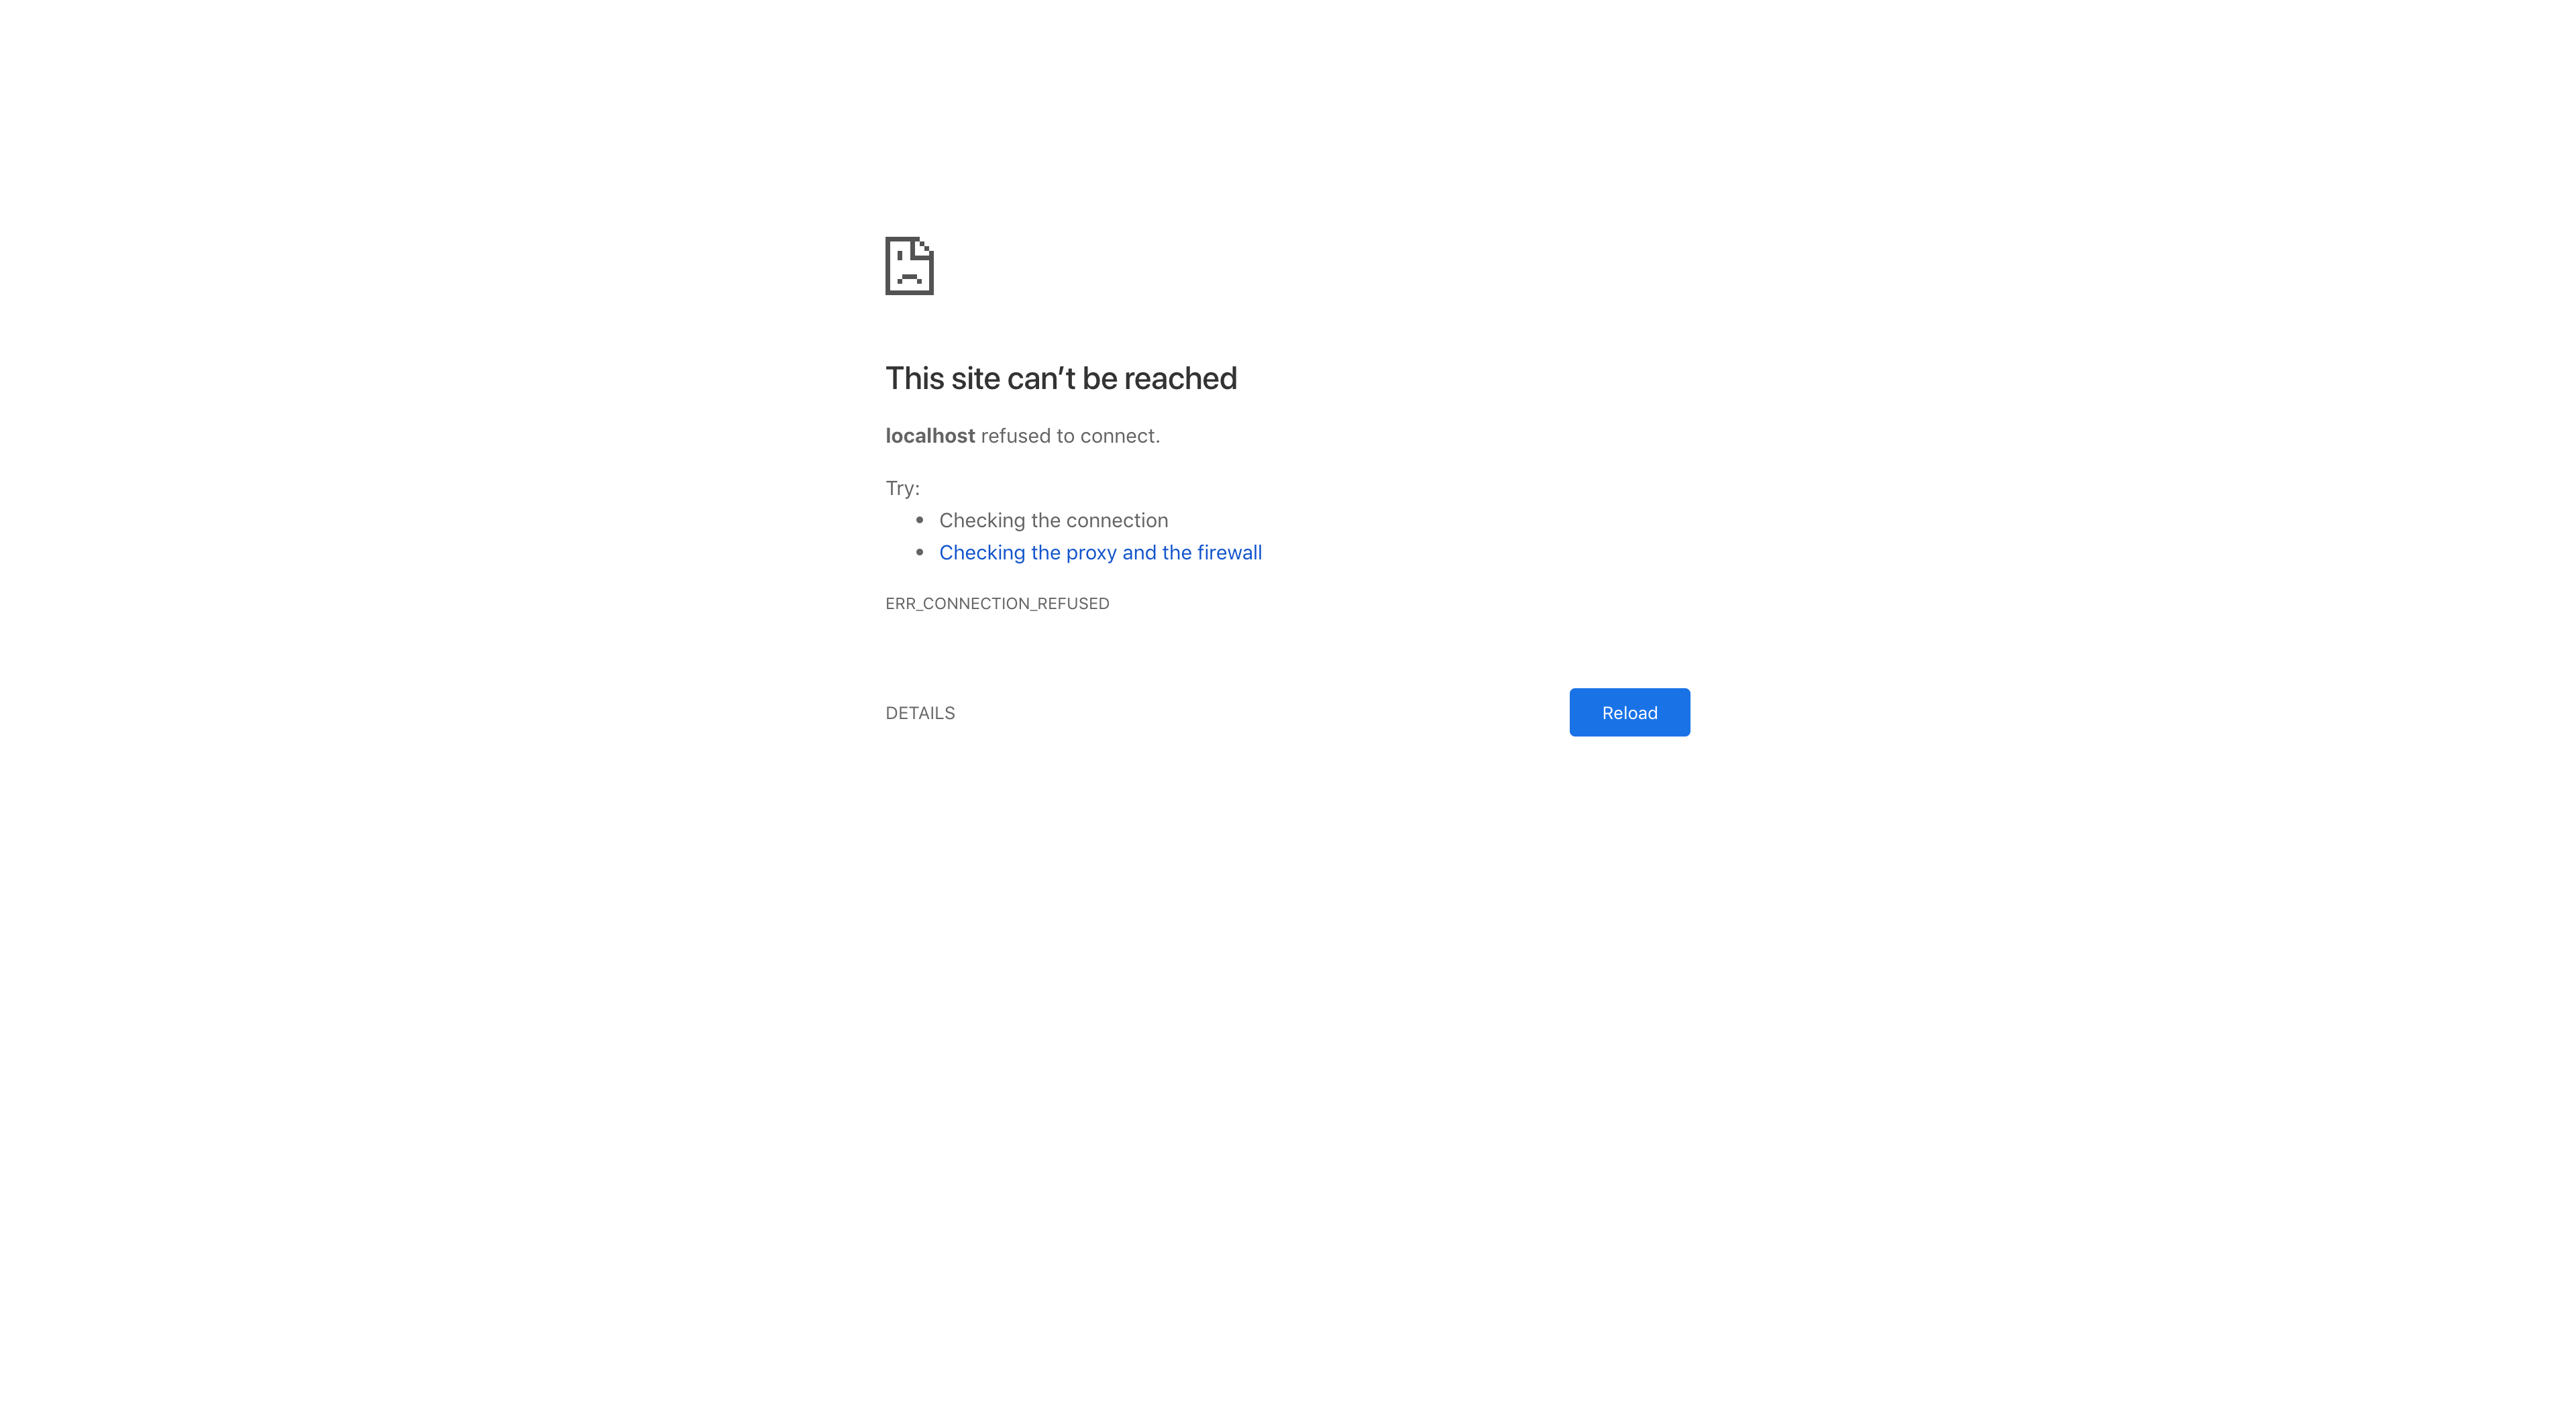 This site can’t be reached
localhost refused to connect.
Try:
• Checking the connection
• Checking the proxy and the firewall
ERR_CONNECTION_REFUSED
DETAILS
Reload